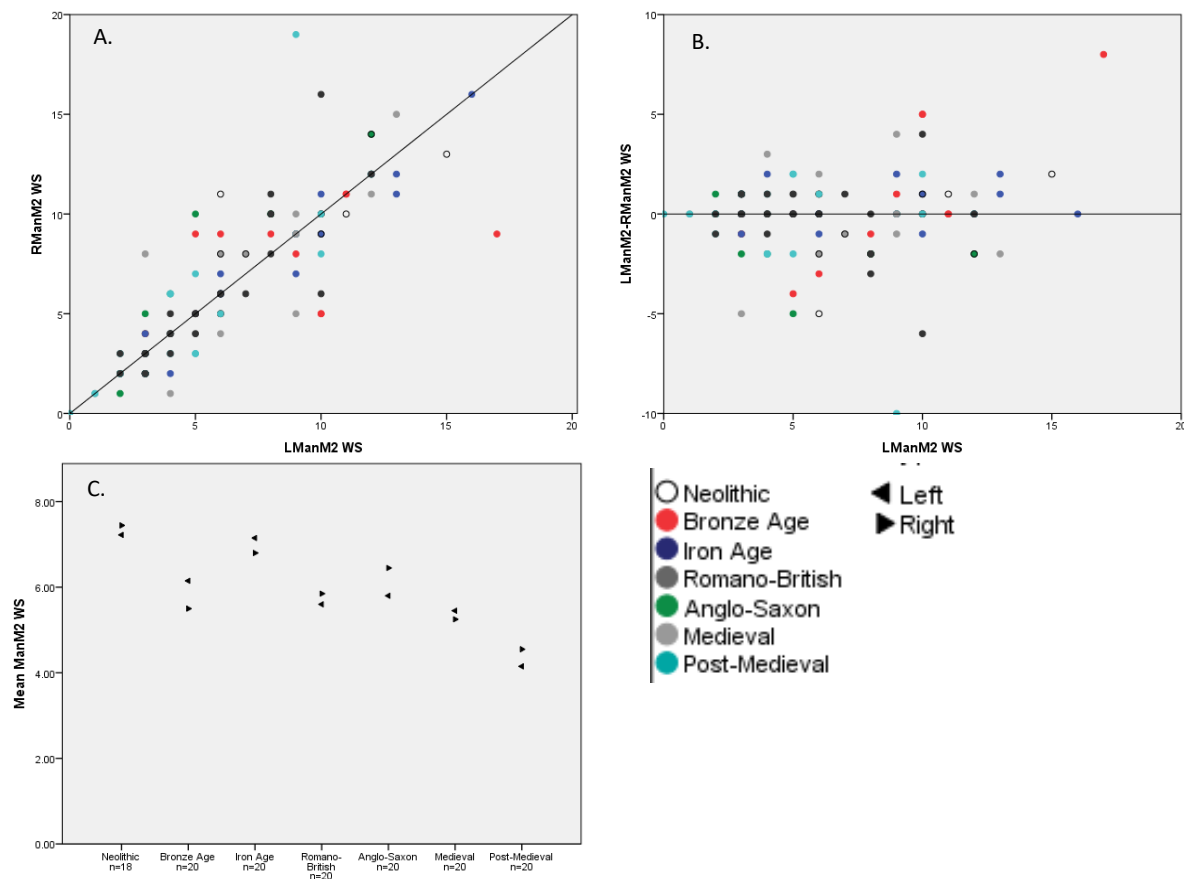 A.
20
15
10
5
0
RManM2 WS
0 5 10 15 20
LManM2 WS
B.
10
5
0
-5
-10
LManM2-RManM2 WS
0 5 10 15 20
LManM2 WS
C.
8.00
6.00
4.00
2.00
0.00
Mean ManM2 WS
Neolithic
n=18
Bronze Age
n=20
Iron Age
n=20
Romano-
British
n=20
Anglo-Saxon
n=20
Medieval
n=20
Post-Medieval
n=20
Neolithic
Bronze Age
Iron Age
Romano-British
Anglo-Saxon
Medieval
Post-Medieval
Left
Right